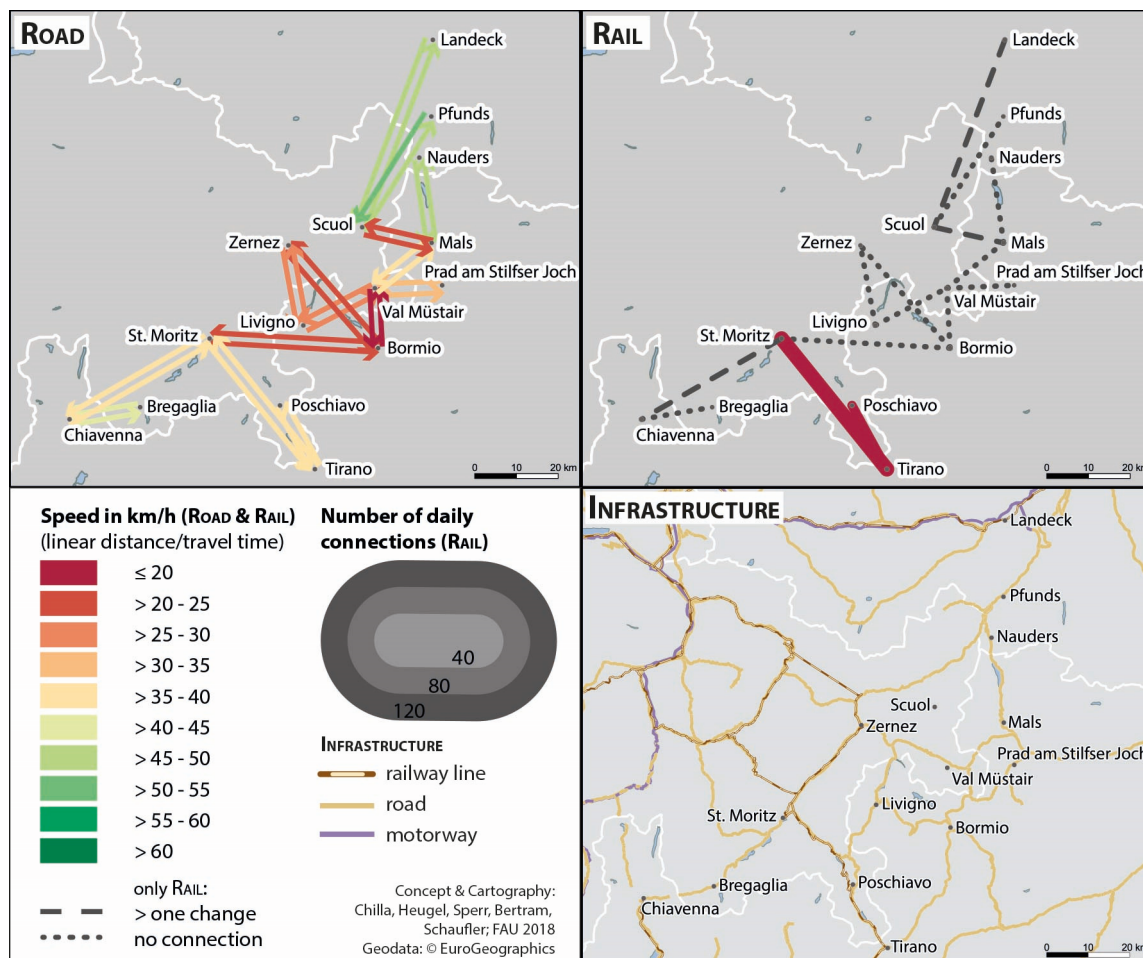 ROAD
Landeck
Pfunds
Nauders
Scuol
Zernez
Mals
Prad am Stilfser Joch
Val Müstair
Livigno
St. Moritz
Bormio
Bregaglia
Poschiavo
Chiavenna
Tirano
0 10 20 km
RAIL
Landeck
Pfunds
Nauders
Scuol
Zernez
Mals
Prad am Stilfser Joch
Val Müstair
Livigno
St. Moritz
Bormio
Bregaglia
Poschiavo
Chiavenna
Tirano
0 10 20 km
Speed in km/h (ROAD & RAIL)
(linear distance/travel time)
≤ 20
> 20 - 25
> 25 - 30
> 30 - 35
> 35 - 40
> 40 - 45
> 45 - 50
> 50 - 55
> 55 - 60
> 60
only RAIL:
> one change
no connection
Number of daily
connections (RAIL)
40
80
120
INFRASTRUCTURE
railway line
road
motorway
Concept & Cartography:
Chilla, Heugel, Sperr, Bertram,
Schaufler; FAU 2018
Geodata: © EuroGeographics
INFRASTRUCTURE
Landeck
Pfunds
Nauders
Scuol
Zernez
Mals
Prad am Stilfser Joch
Val Müstair
Livigno
St. Moritz
Bormio
Bregaglia
Poschiavo
Chiavenna
Tirano
0 10 20 km